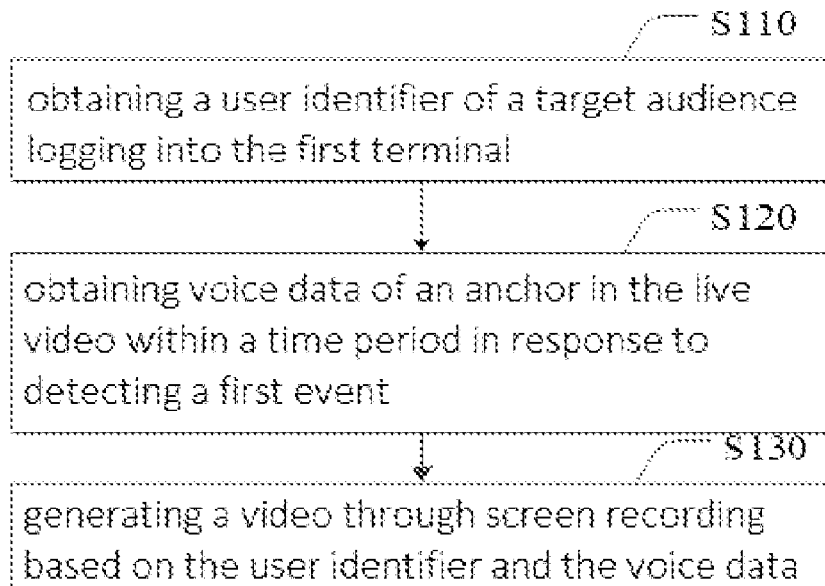 S110
obtaining a user identifier of a target audience
logging into the first terminal
S120
obtaining voice data of an anchor in the live
video within a time period in response to
detecting a first event
S130
generating a video through screen recording
based on the user identifier and the voice data